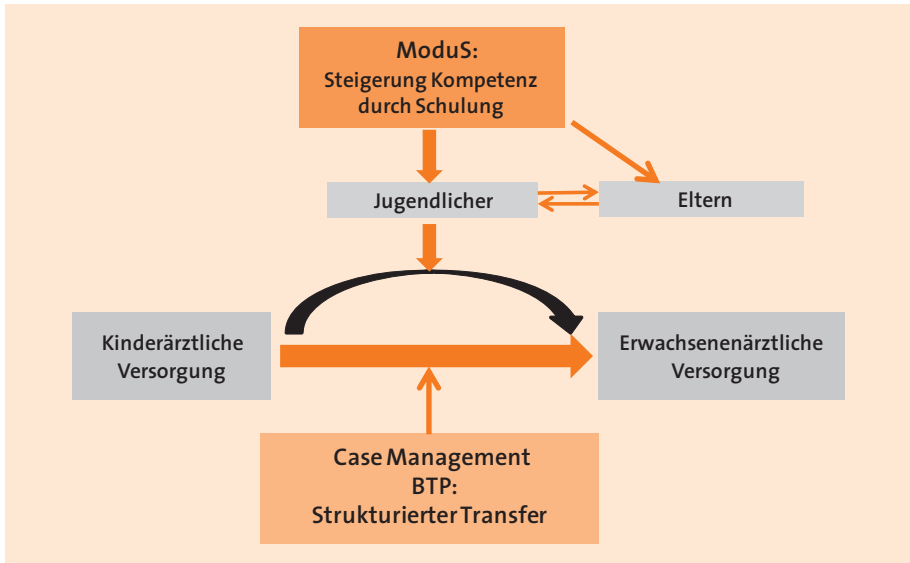 ModuS:
Steigerung Kompetenz
durch Schulung
Jugendlicher
Eltern
Kinderärztliche
Versorgung
Erwachsenenärztliche
Versorgung
Case Management
BTP:
Strukturierter Transfer